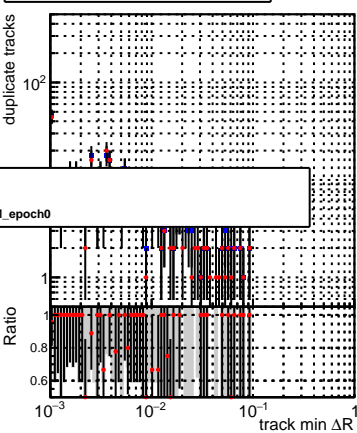 duplicate tracks
10²
l_epoch0
1
Ratio
1
0.8
0.6
10⁻³
10⁻²
10⁻¹
1
track min ΔR